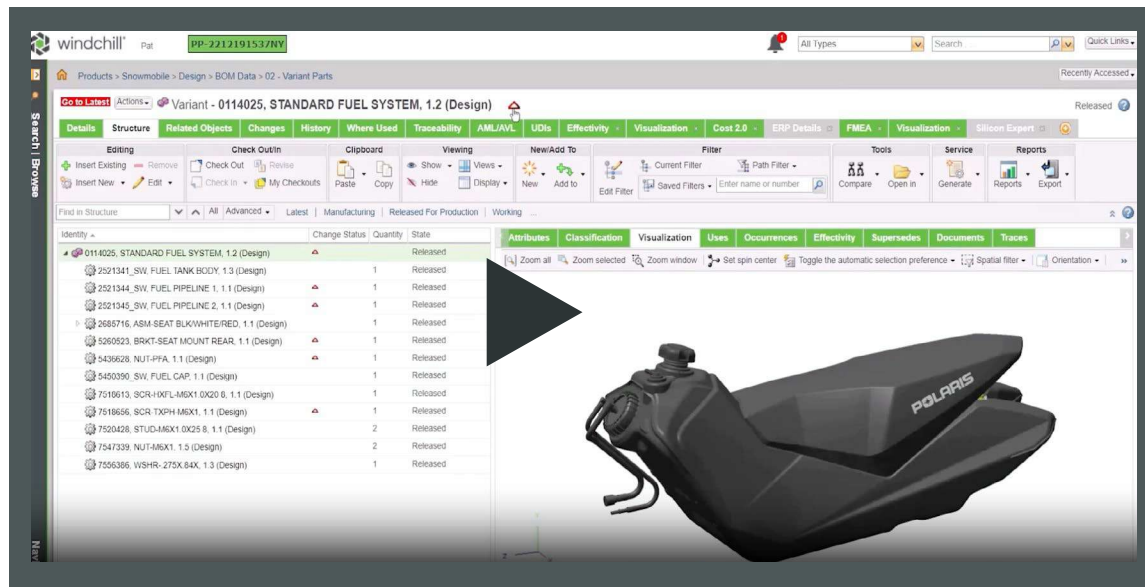 windchill® Pat PP-2212191537NY 1 All Types Search... Quick Links
Products > Snowmobile > Design > BOM Data > 02 - Variant Parts Recently Accessed
Go to Latest Actions Variant - 0114025, STANDARD FUEL SYSTEM, 1.2 (Design) Released
Search | Browse
Details Structure Related Objects Changes History Where Used Traceability AML/AVL UDIs Effectivity Visualization Cost 2.0 ERP Details FMEA Visualization Silicon Expert
Editing Check Out/In Clipboard Viewing New/Add To Filter Tools Service Reports
Insert Existing Remove Check Out Revise Paste Copy Show Views New Add to Edit Filter Current Filter Path Filter Compare Open in Generate Reports Export
Insert New Edit Check In My Checkouts Hide Display Saved Filters Enter name or number
Find in Structure All Advanced Latest | Manufacturing | Released For Production | Working ...
Identity Change Status Quantity State
Attributes Classification Visualization Uses Occurrences Effectivity Supersedes Documents Traces
Zoom all Zoom selected Zoom window Set spin center Toggle the automatic selection preference Spatial filter Orientation »
0114025, STANDARD FUEL SYSTEM, 1.2 (Design) Released
2521341_SW, FUEL TANK BODY, 1.3 (Design) 1 Released
2521344_SW, FUEL PIPELINE 1, 1.1 (Design) 1 Released
2521345_SW, FUEL PIPELINE 2, 1.1 (Design) 1 Released
2685716, ASM-SEAT BLK/WHITE/RED, 1.1 (Design) 1 Released
5260523, BRKT-SEAT MOUNT REAR, 1.1 (Design) 1 Released
5436628, NUT-PFA, 1.1 (Design) 1 Released
5450390_SW, FUEL CAP, 1.1 (Design) 1 Released
7518613, SCR-HXFL-M6X1.0X20 8, 1.1 (Design) 1 Released
7518656, SCR-TXPH-M6X1, 1.1 (Design) 1 Released
7520428, STUD-M6X1.0X25 8, 1.1 (Design) 2 Released
7547339, NUT-M6X1, 1.5 (Design) 2 Released
7556386, WSHR-.275X.84X, 1.3 (Design) 1 Released
POLARIS